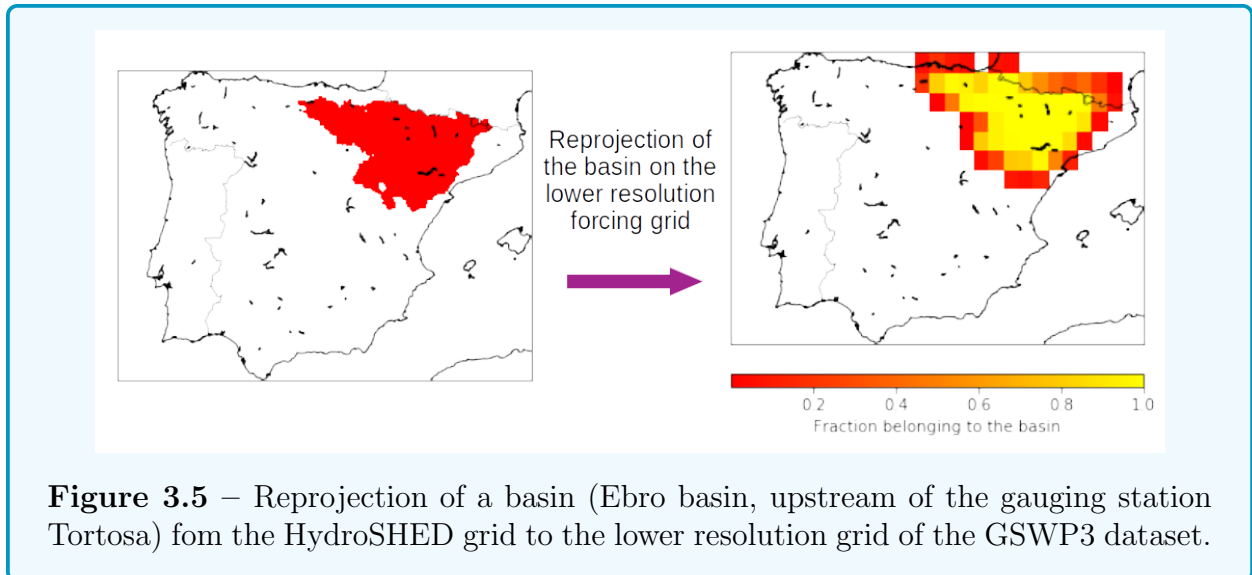 Reprojection of
the basin on the
lower resolution
forcing grid
0.2 0.4 0.6 0.8 1.0
Fraction belonging to the basin
Figure 3.5 – Reprojection of a basin (Ebro basin, upstream of the gauging station
Tortosa) fom the HydroSHED grid to the lower resolution grid of the GSWP3 dataset.